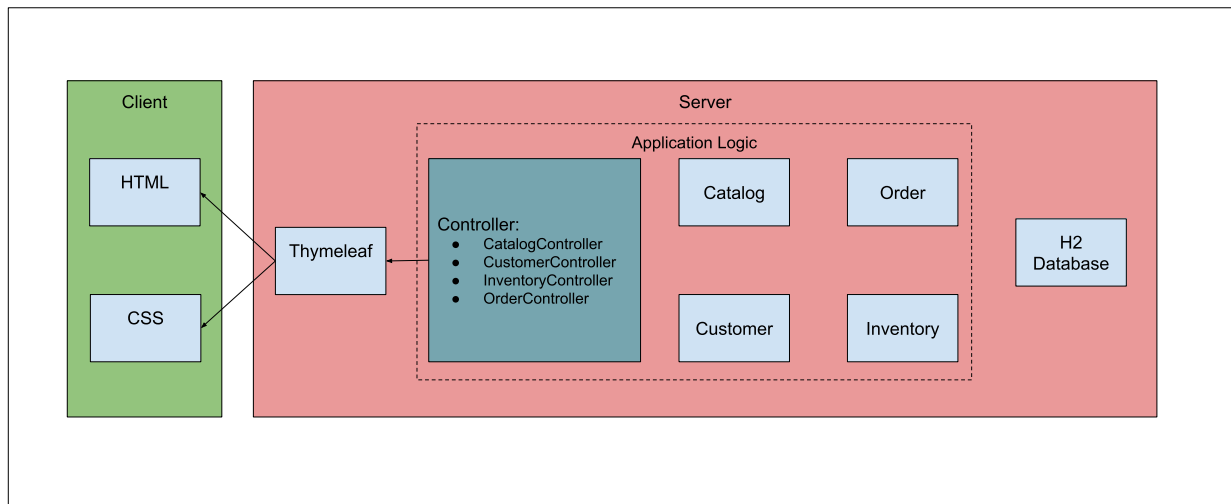 Client
Server
Application Logic
HTML
CSS
Thymeleaf
Controller:
● CatalogController
● CustomerController
● InventoryController
● OrderController
Catalog
Order
Customer
Inventory
H2
Database